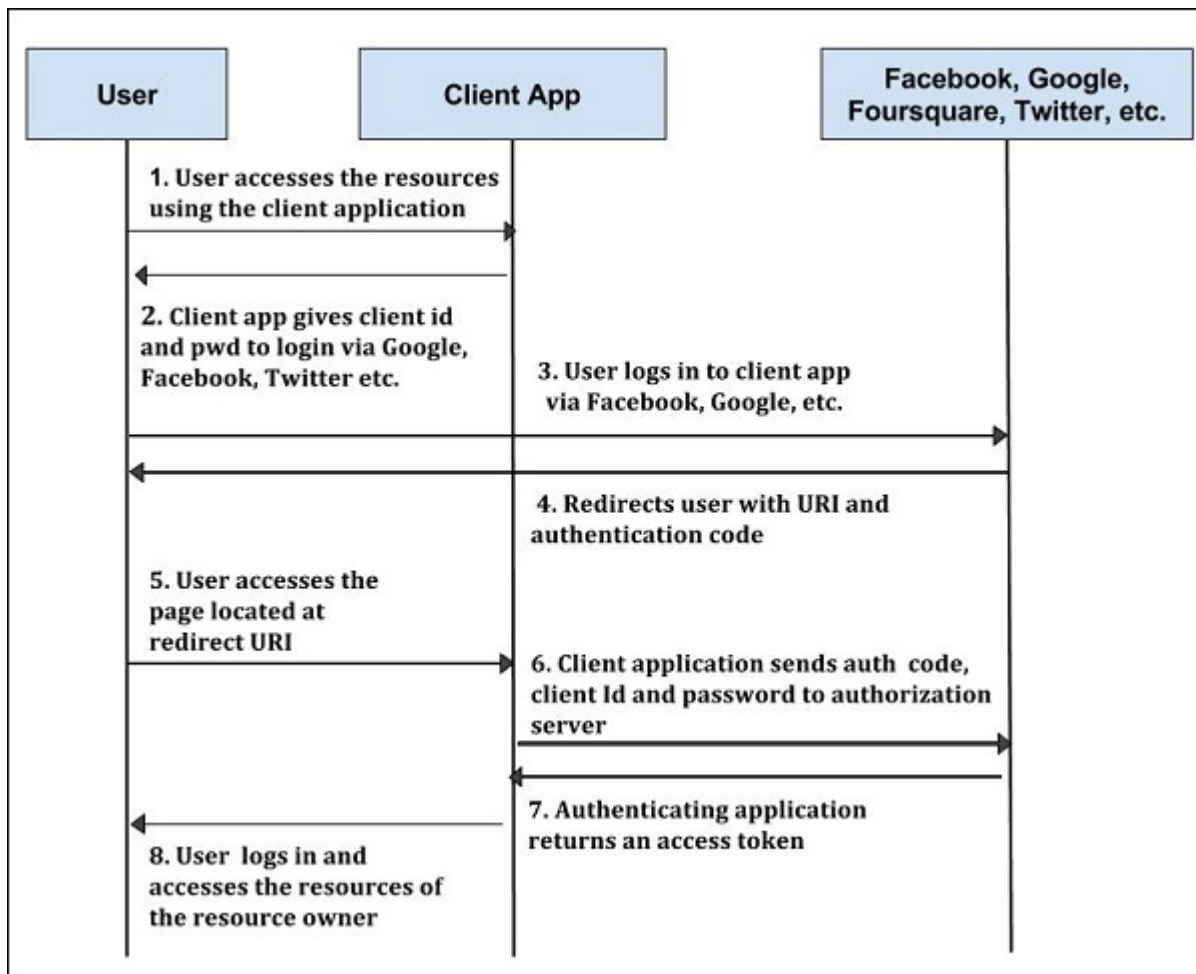 User
Client App
Facebook, Google,
Foursquare, Twitter, etc.
1. User accesses the resources
using the client application
2. Client app gives client id
and pwd to login via Google,
Facebook, Twitter etc.
3. User logs in to client app
via Facebook, Google, etc.
4. Redirects user with URI and
authentication code
5. User accesses the
page located at
redirect URI
6. Client application sends auth code,
client Id and password to authorization
server
7. Authenticating application
returns an access token
8. User logs in and
accesses the resources of
the resource owner